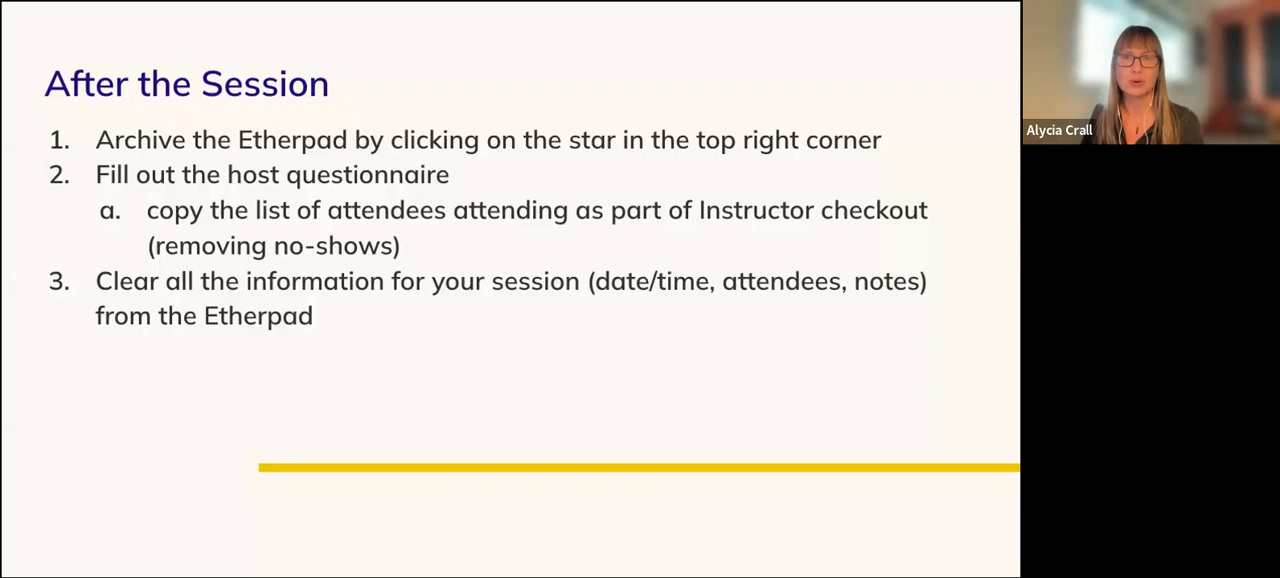 After the Session
1. Archive the Etherpad by clicking on the star in the top right corner
2. Fill out the host questionnaire
a. copy the list of attendees attending as part of Instructor checkout
(removing no-shows)
3. Clear all the information for your session (date/time, attendees, notes)
from the Etherpad
Alycia Crall